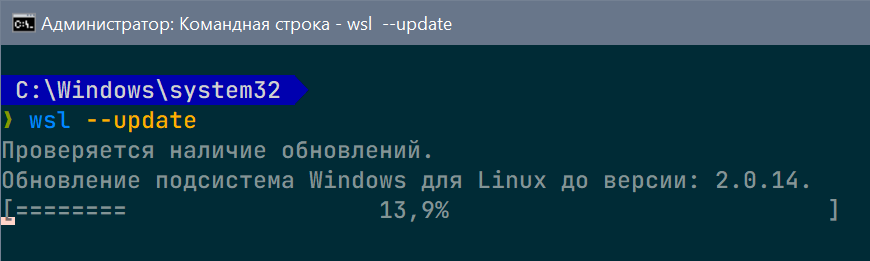 Администратор: Командная строка - wsl  --update
C:\Windows\system32
❯ wsl --update
Проверяется наличие обновлений.
Обновление подсистема Windows для Linux до версии: 2.0.14.
[========                  13,9%                           ]